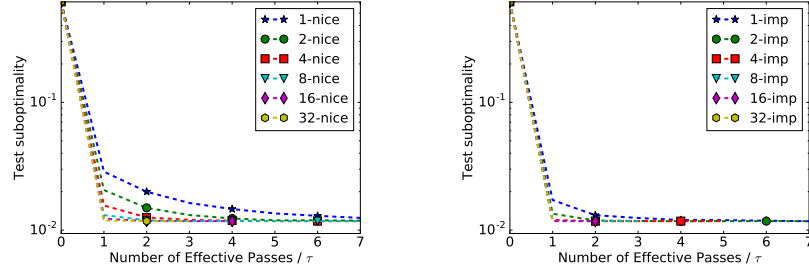 1-nice
2-nice
4-nice
8-nice
16-nice
32-nice
10⁻¹
10⁻²
Test suboptimality
0 1 2 3 4 5 6 7
Number of Effective Passes / τ
1-imp
2-imp
4-imp
8-imp
16-imp
32-imp
10⁻¹
10⁻²
Test suboptimality
0 1 2 3 4 5 6 7
Number of Effective Passes / τ